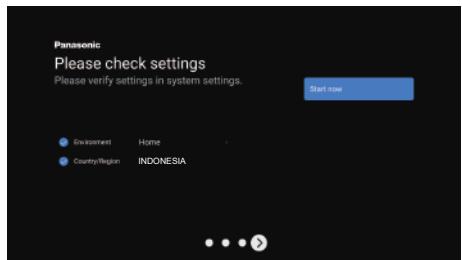 Panasonic
Please check settings
Please verify settings in system settings.
Start now
Environment Home
Country/Region INDONESIA